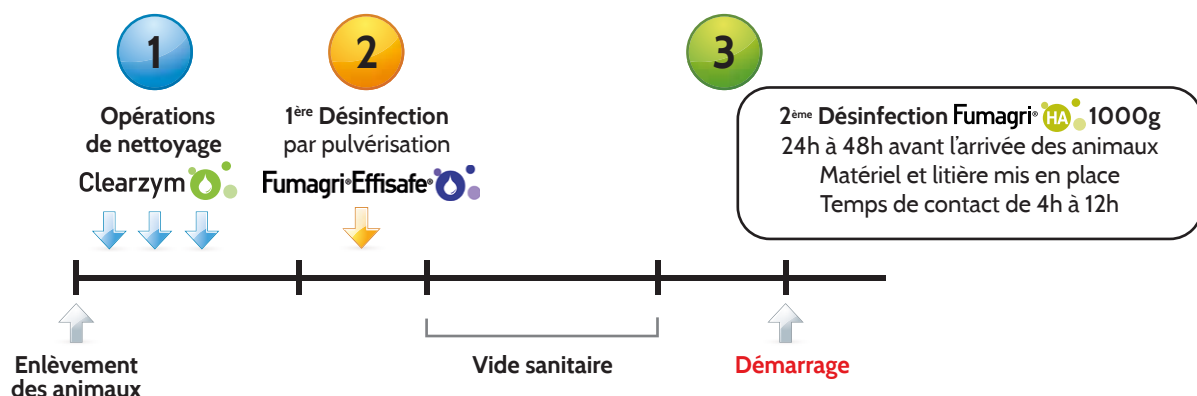 1
Opérations
de nettoyage
Clearzym
2
1ère Désinfection
par pulvérisation
Fumagri® Effisafe®
3
2ème Désinfection Fumagri® HA 1000g
24h à 48h avant l'arrivée des animaux
Matériel et litière mis en place
Temps de contact de 4h à 12h
Enlèvement
des animaux
Vide sanitaire
Démarrage